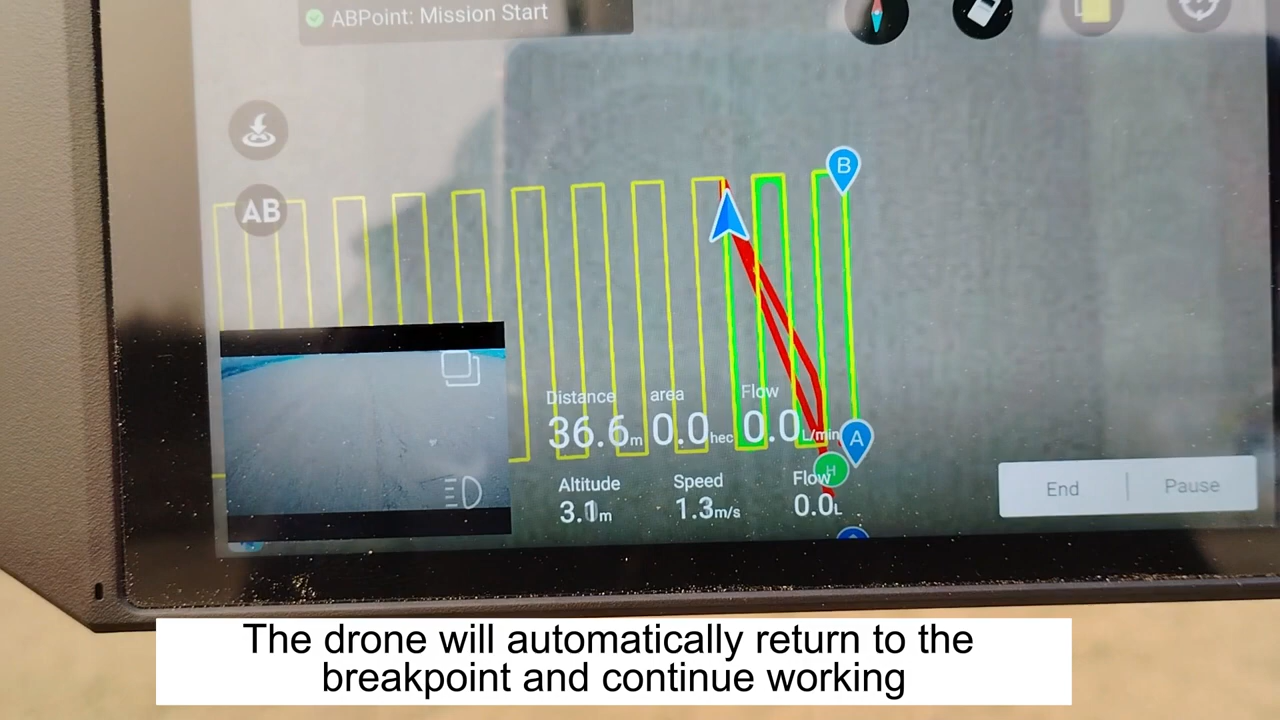 ABPoint: Mission Start
B
AB
Distance area Flow
36.6m 0.0hec 0.0L/min
A
H
Altitude Speed Flow
3.1m 1.3m/s 0.0L
End Pause
The drone will automatically return to the
breakpoint and continue working